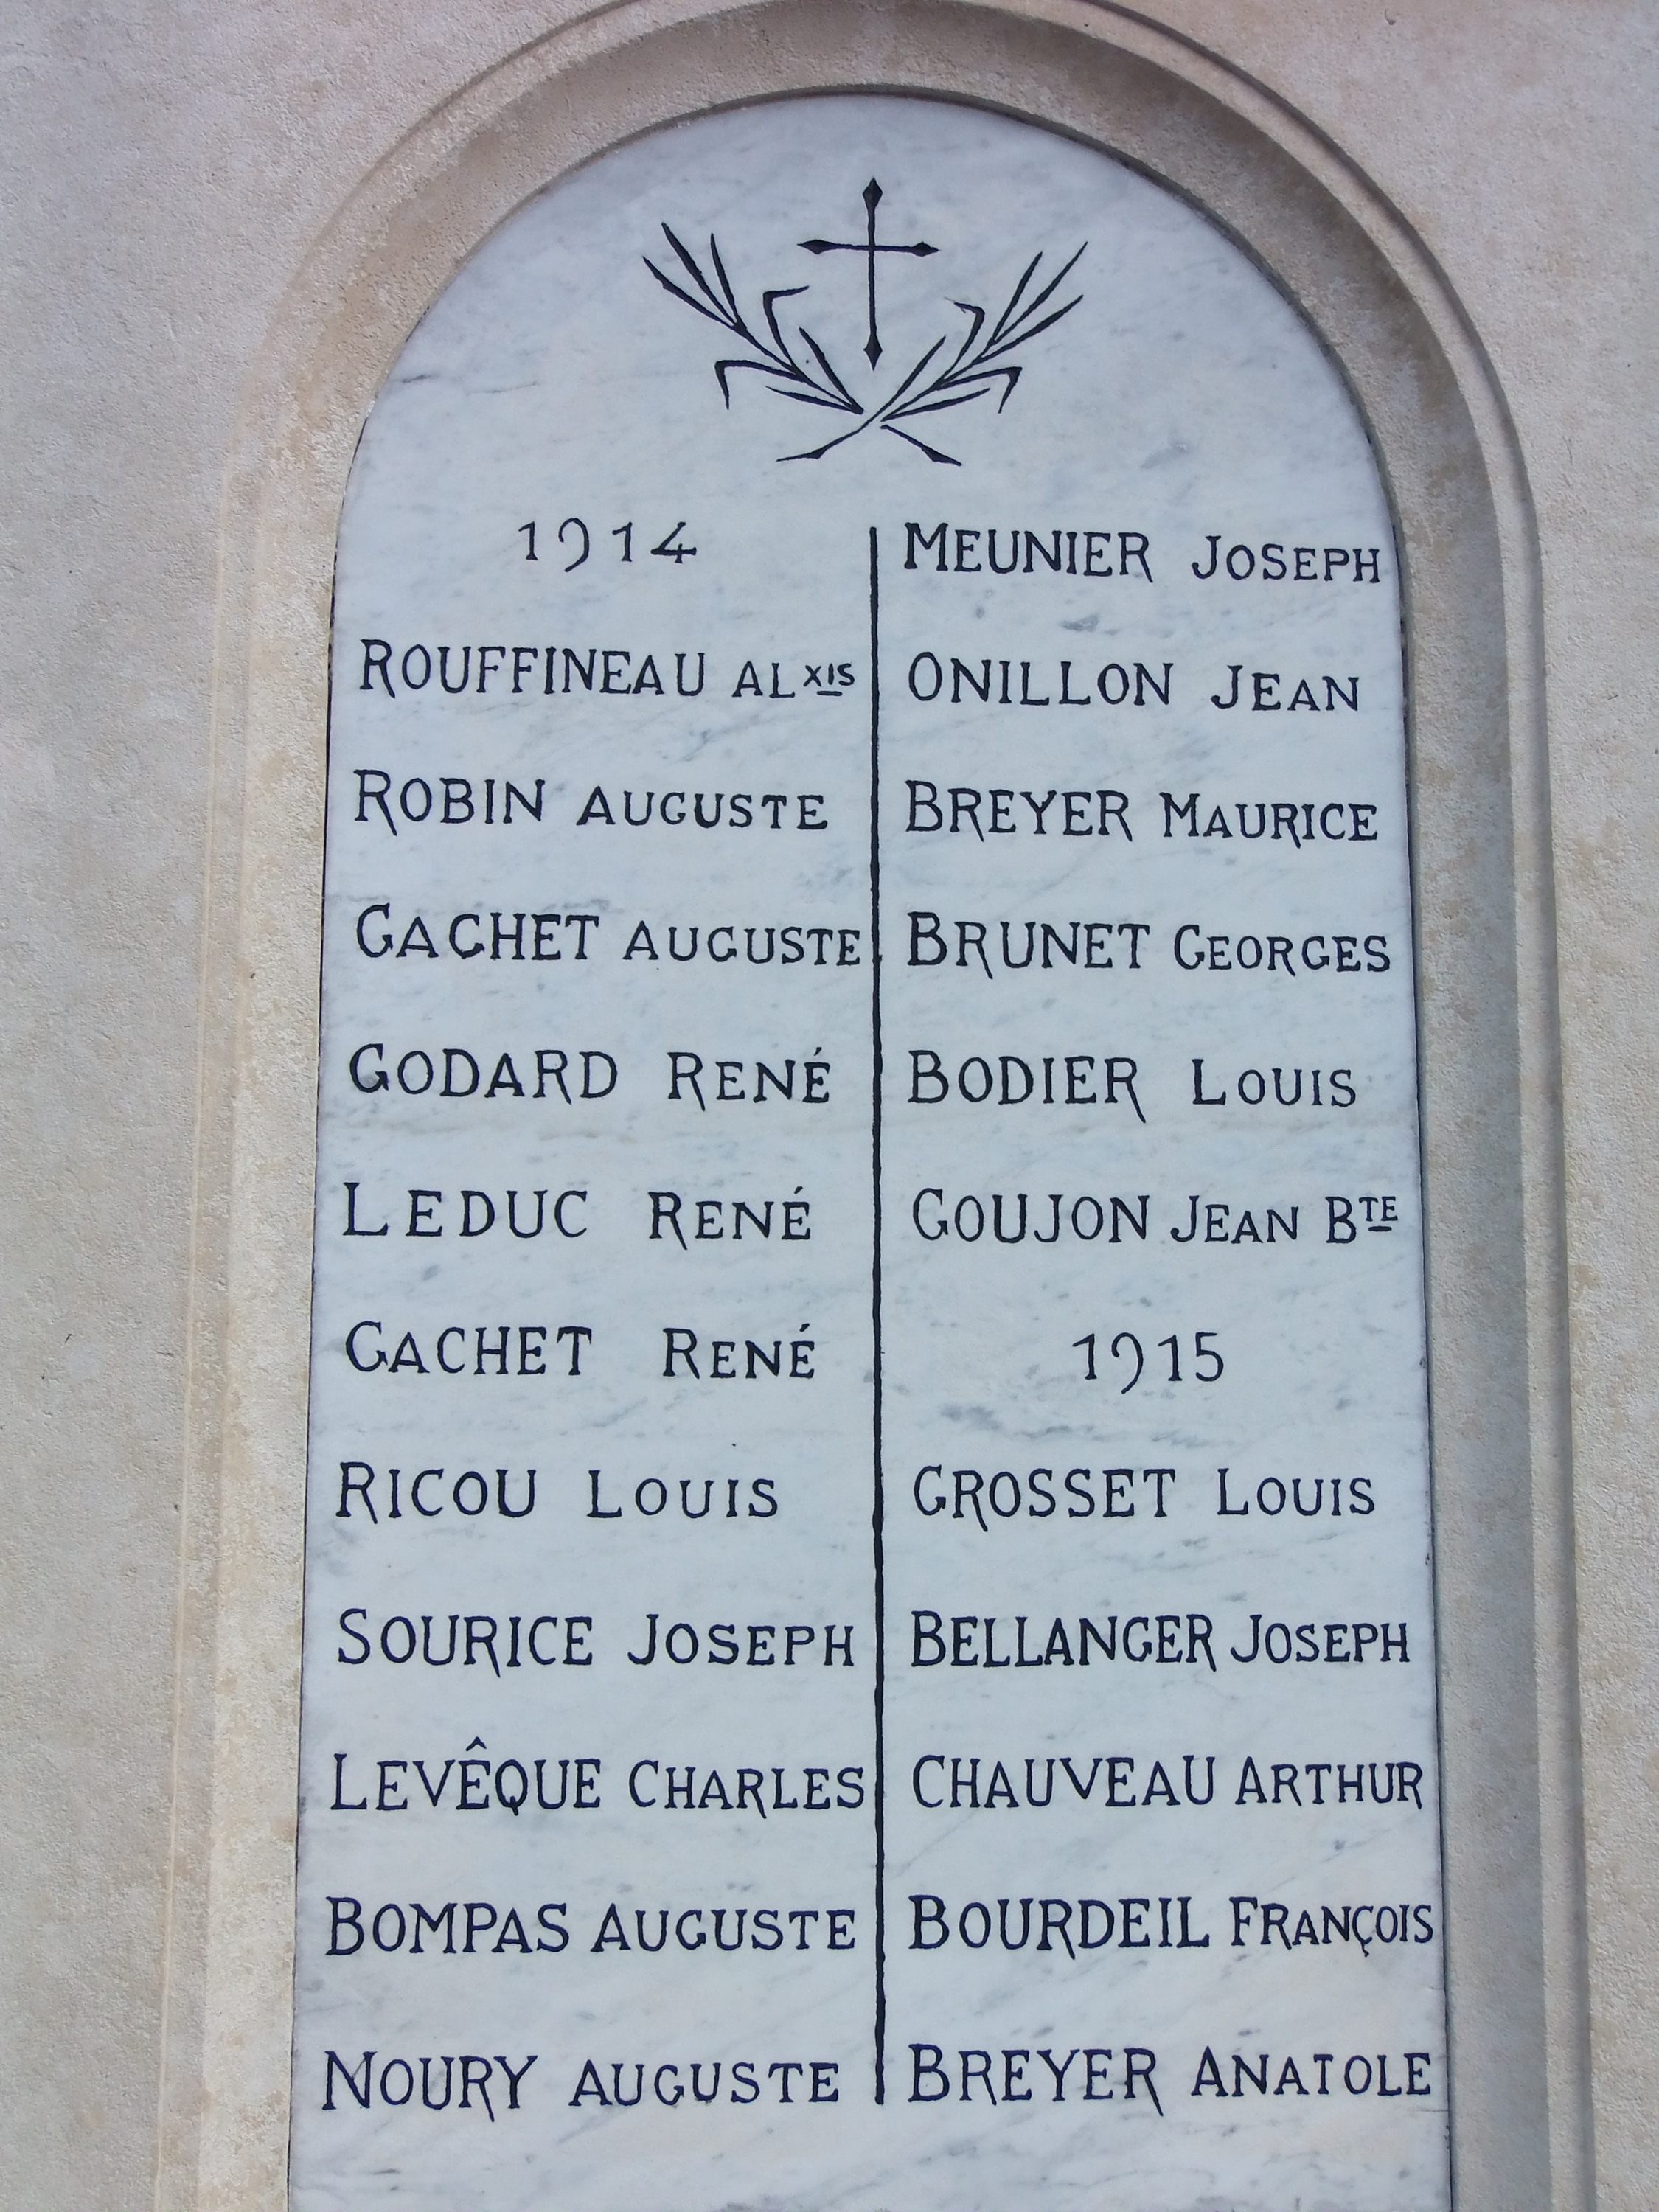 1914
ROUFFINEAU ALXIS
ROBIN AUGUSTE
GACHET AUGUSTE
GODARD RENÉ
LEDUC RENÉ
GACHET RENÉ
RICOU LOUIS
SOURICE JOSEPH
LEVÊQUE CHARLES
BOMPAS AUGUSTE
NOURY AUGUSTE
MEUNIER JOSEPH
ONILLON JEAN
BREYER MAURICE
BRUNET GEORGES
BODIER LOUIS
GOUJON JEAN BTE
1915
GROSSET LOUIS
BELLANGER JOSEPH
CHAUVEAU ARTHUR
BOURDEIL FRANÇOIS
BREYER ANATOLE